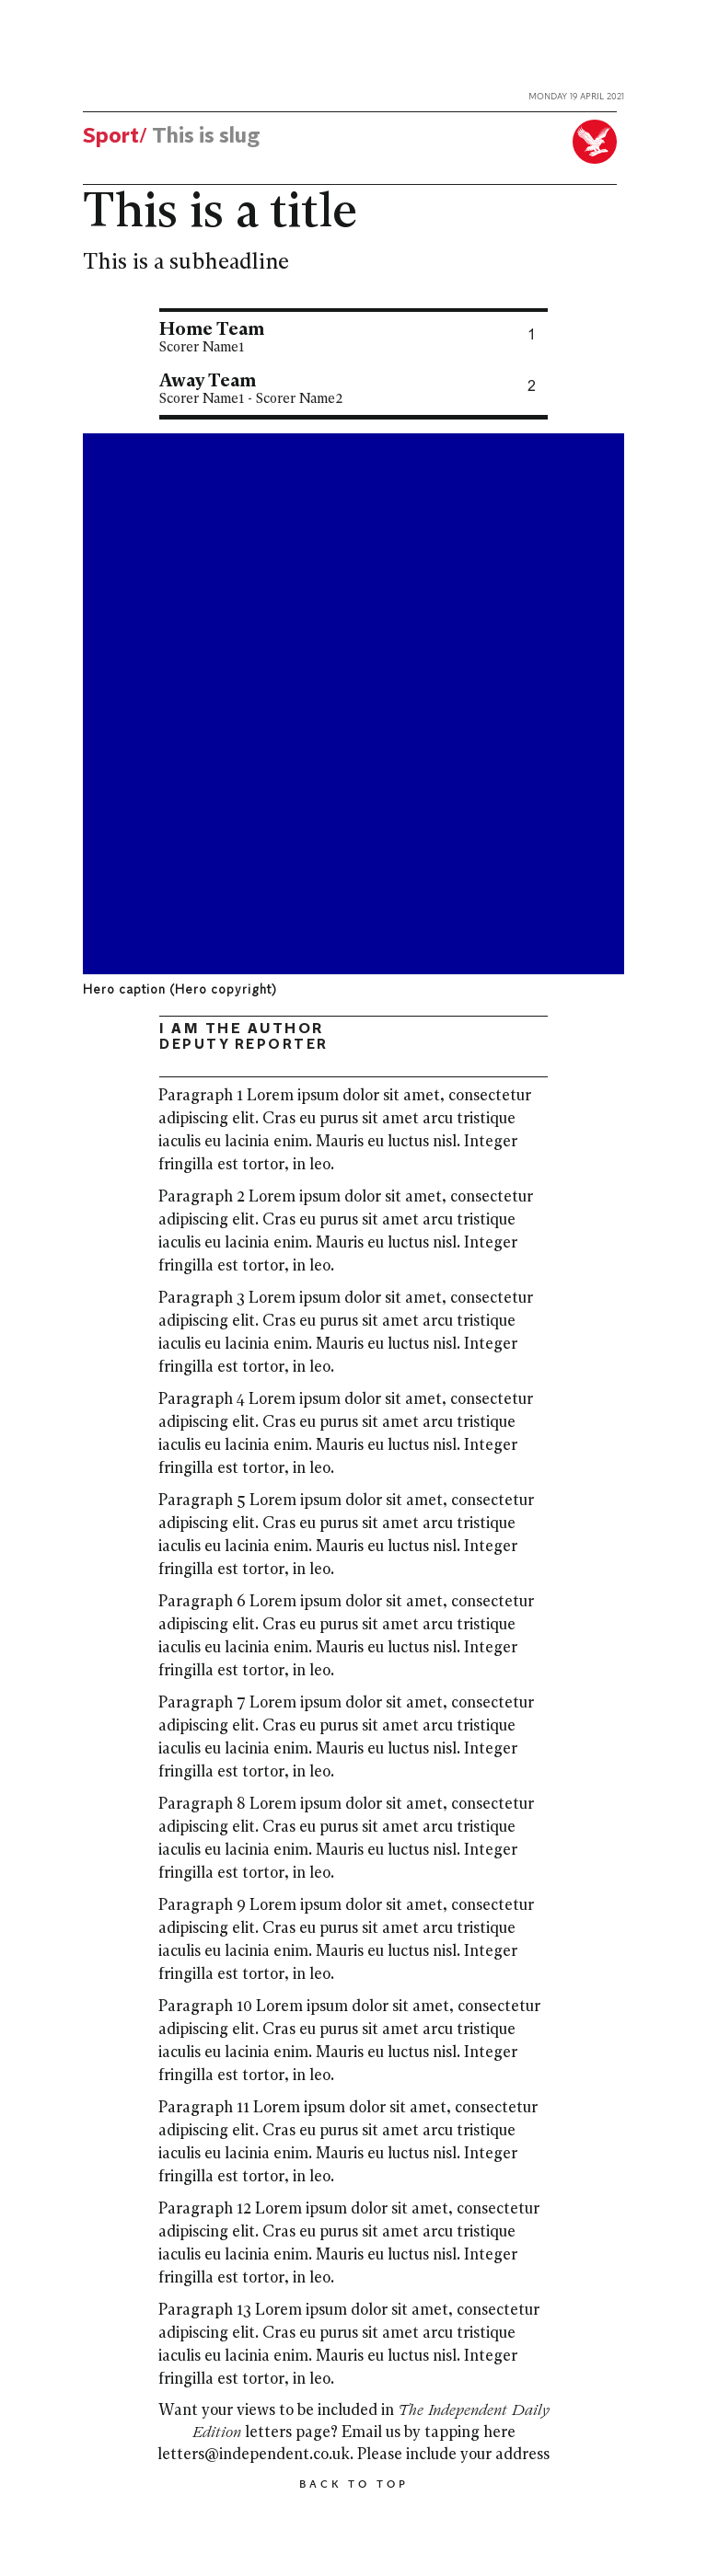 MONDAY 19 APRIL 2021
Sport/ This is slug
This is a title
This is a subheadline
Home Team
Scorer Name1
1
Away Team
Scorer Name1 - Scorer Name2
2
Hero caption (Hero copyright)
I AM THE AUTHOR
DEPUTY REPORTER
Paragraph 1 Lorem ipsum dolor sit amet, consectetur
adipiscing elit. Cras eu purus sit amet arcu tristique
iaculis eu lacinia enim. Mauris eu luctus nisl. Integer
fringilla est tortor, in leo.
Paragraph 2 Lorem ipsum dolor sit amet, consectetur
adipiscing elit. Cras eu purus sit amet arcu tristique
iaculis eu lacinia enim. Mauris eu luctus nisl. Integer
fringilla est tortor, in leo.
Paragraph 3 Lorem ipsum dolor sit amet, consectetur
adipiscing elit. Cras eu purus sit amet arcu tristique
iaculis eu lacinia enim. Mauris eu luctus nisl. Integer
fringilla est tortor, in leo.
Paragraph 4 Lorem ipsum dolor sit amet, consectetur
adipiscing elit. Cras eu purus sit amet arcu tristique
iaculis eu lacinia enim. Mauris eu luctus nisl. Integer
fringilla est tortor, in leo.
Paragraph 5 Lorem ipsum dolor sit amet, consectetur
adipiscing elit. Cras eu purus sit amet arcu tristique
iaculis eu lacinia enim. Mauris eu luctus nisl. Integer
fringilla est tortor, in leo.
Paragraph 6 Lorem ipsum dolor sit amet, consectetur
adipiscing elit. Cras eu purus sit amet arcu tristique
iaculis eu lacinia enim. Mauris eu luctus nisl. Integer
fringilla est tortor, in leo.
Paragraph 7 Lorem ipsum dolor sit amet, consectetur
adipiscing elit. Cras eu purus sit amet arcu tristique
iaculis eu lacinia enim. Mauris eu luctus nisl. Integer
fringilla est tortor, in leo.
Paragraph 8 Lorem ipsum dolor sit amet, consectetur
adipiscing elit. Cras eu purus sit amet arcu tristique
iaculis eu lacinia enim. Mauris eu luctus nisl. Integer
fringilla est tortor, in leo.
Paragraph 9 Lorem ipsum dolor sit amet, consectetur
adipiscing elit. Cras eu purus sit amet arcu tristique
iaculis eu lacinia enim. Mauris eu luctus nisl. Integer
fringilla est tortor, in leo.
Paragraph 10 Lorem ipsum dolor sit amet, consectetur
adipiscing elit. Cras eu purus sit amet arcu tristique
iaculis eu lacinia enim. Mauris eu luctus nisl. Integer
fringilla est tortor, in leo.
Paragraph 11 Lorem ipsum dolor sit amet, consectetur
adipiscing elit. Cras eu purus sit amet arcu tristique
iaculis eu lacinia enim. Mauris eu luctus nisl. Integer
fringilla est tortor, in leo.
Paragraph 12 Lorem ipsum dolor sit amet, consectetur
adipiscing elit. Cras eu purus sit amet arcu tristique
iaculis eu lacinia enim. Mauris eu luctus nisl. Integer
fringilla est tortor, in leo.
Paragraph 13 Lorem ipsum dolor sit amet, consectetur
adipiscing elit. Cras eu purus sit amet arcu tristique
iaculis eu lacinia enim. Mauris eu luctus nisl. Integer
fringilla est tortor, in leo.
Want your views to be included in The Independent Daily
Edition letters page? Email us by tapping here
letters@independent.co.uk. Please include your address
BACK TO TOP